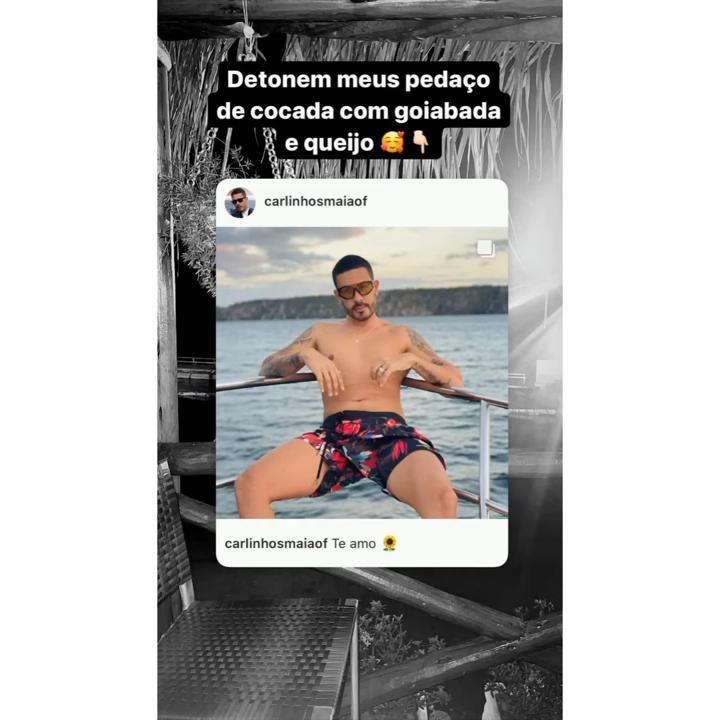 Detonem meus pedaço
de cocada com goiabada
e queijo 🥰👇🏻
carlinhosmaiaof
carlinhosmaiaof Te amo 🌻